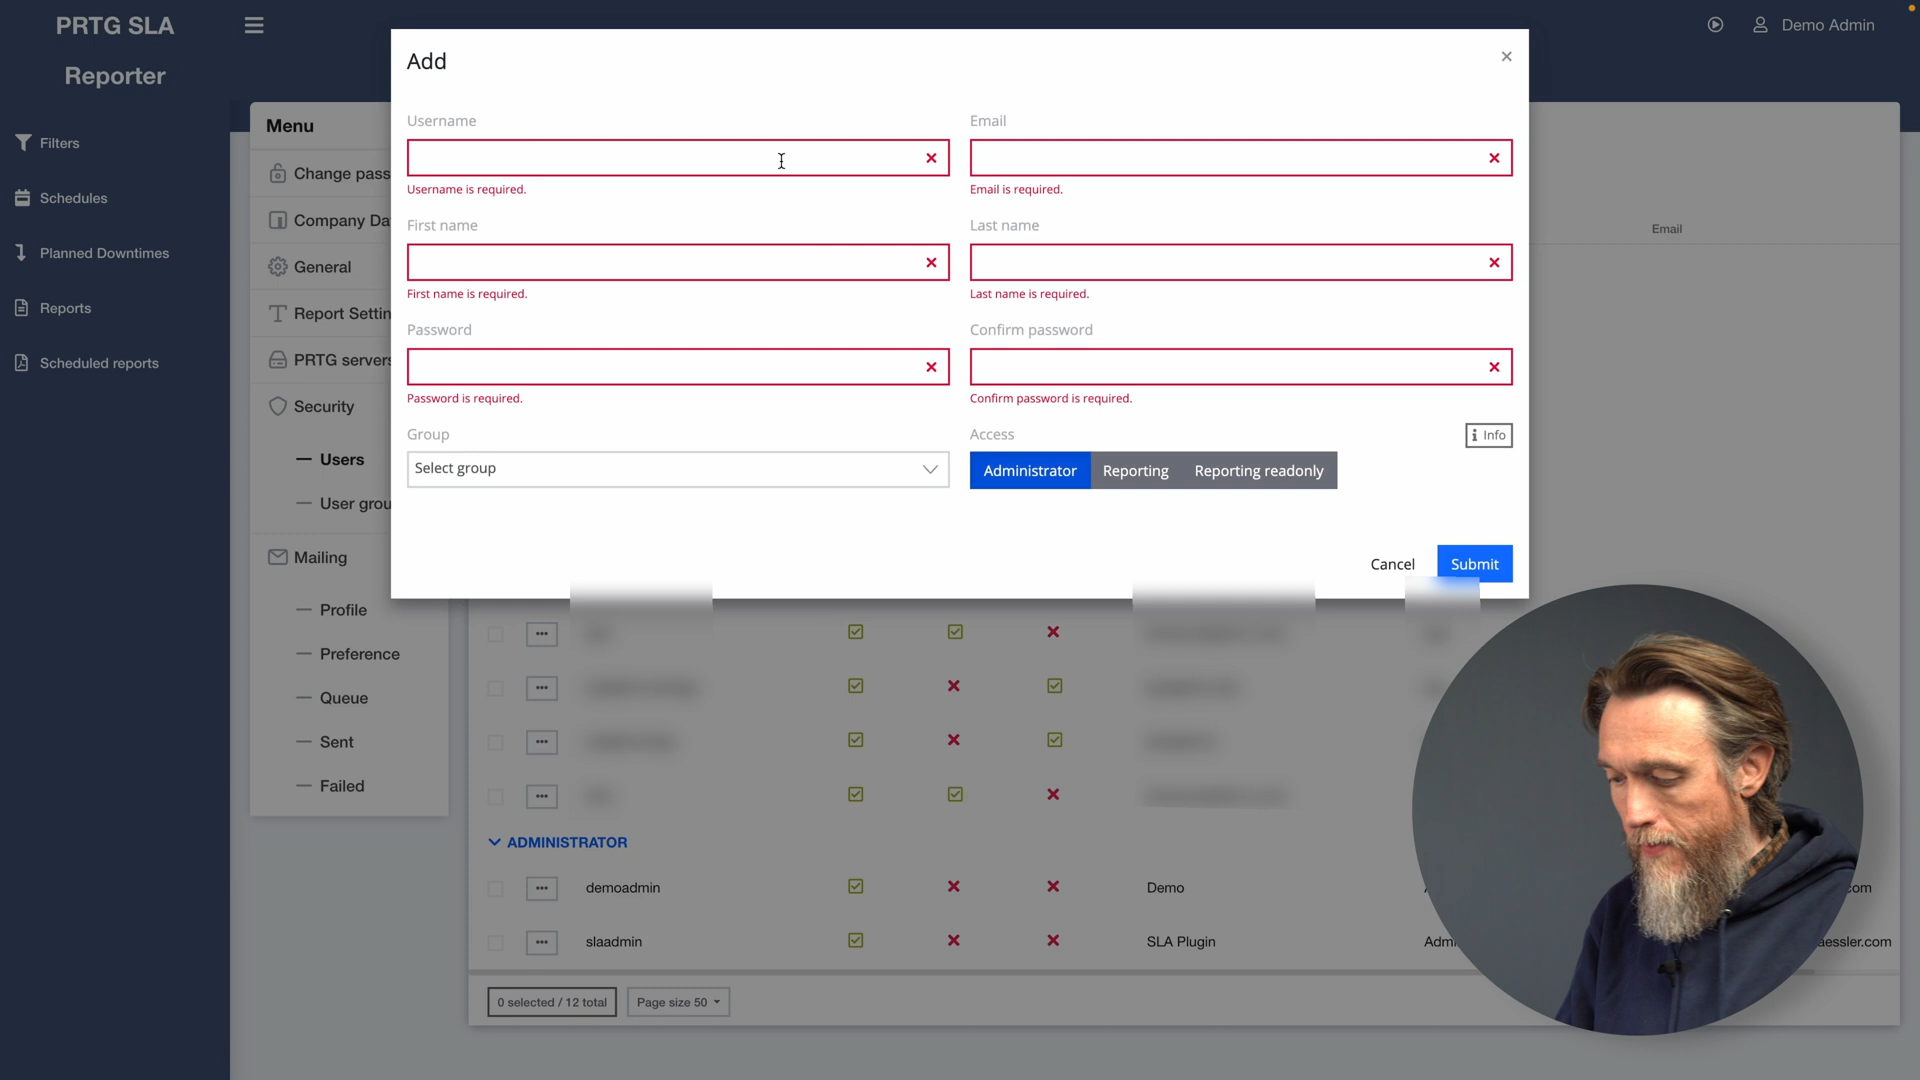 PRTG SLA
Reporter
Demo Admin
Filters
Schedules
Planned Downtimes
Reports
Scheduled reports
Menu
Change pass
Company Da
General
Report Settin
PRTG servers
Security
Users
User grou
Mailing
Profile
Preference
Queue
Sent
Failed
Add
Username
Email
Username is required.
Email is required.
First name
Last name
First name is required.
Last name is required.
Password
Confirm password
Password is required.
Confirm password is required.
Group
Access
i Info
Select group
Administrator
Reporting
Reporting readonly
Cancel
Submit
Email
ADMINISTRATOR
demoadmin
Demo
com
slaadmin
SLA Plugin
Adm
aessler.com
0 selected / 12 total
Page size 50